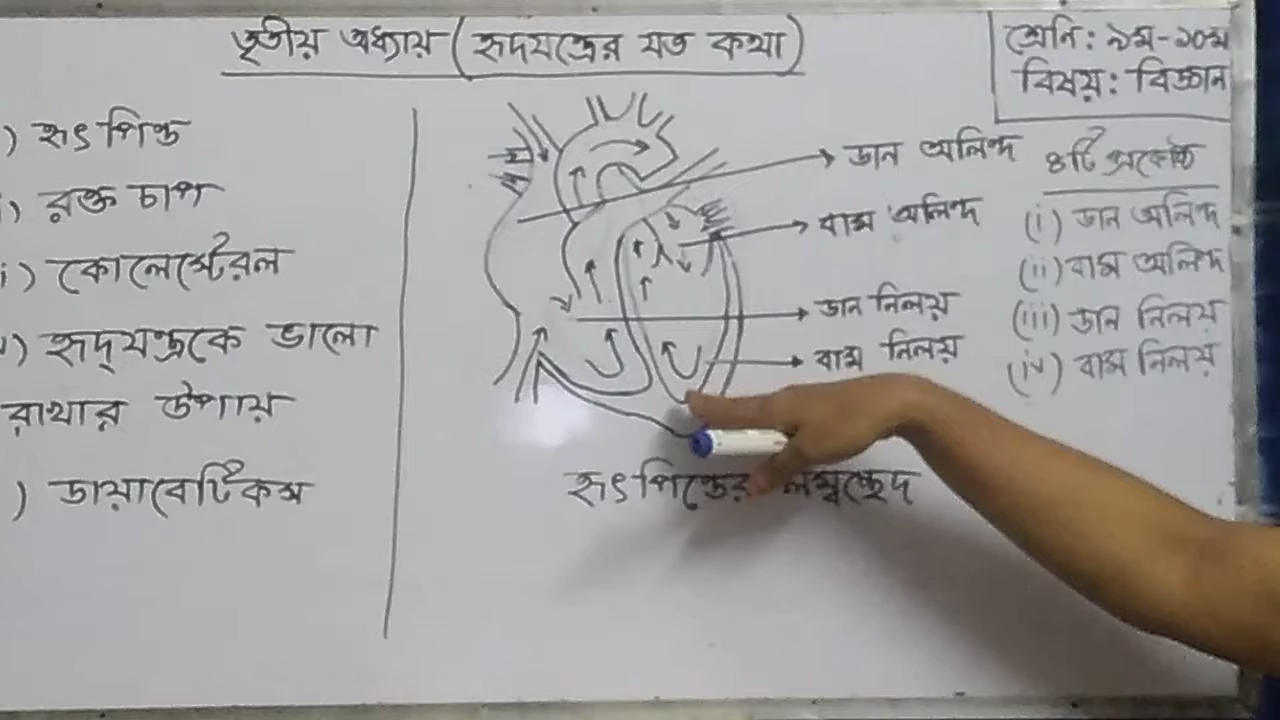 তৃতীয় অধ্যায় (হৃদযন্ত্রের যত কথা)
শ্রেনি: ৯ম-১০ম
বিষয়: বিজ্ঞান
) হৃৎপিন্ড
i) রক্ত চাপ
i) কোলেস্টেরল
v) হৃদ্যন্ত্রকে ভালো
রাখার উপায়
) ডায়াবেটিকস
ডান অলিন্দ
বাম অলিন্দ
ডান নিলয়
বাম নিলয়
হৃৎপিন্ডের লম্বচ্ছেদ
৪টি প্রকোষ্ঠ
(i) ডান অলিন্দ
(ii) বাম অলিন্দ
(iii) ডান নিলয়
(iv) বাম নিলয়